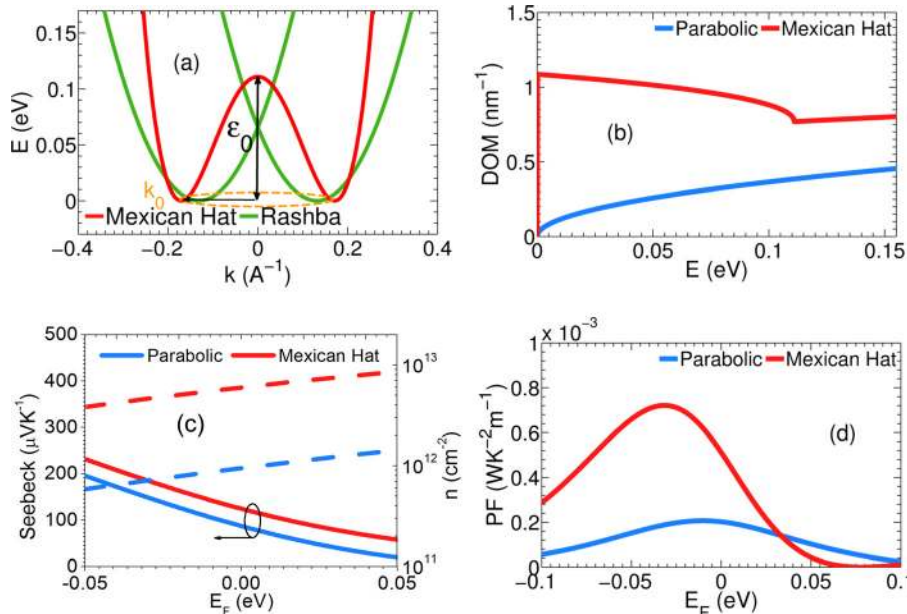 (a)
E (eV)
0.15
0.1
0.05
0
ε₀
k₀
Mexican Hat Rashba
−0.4 −0.2 0 0.2 0.4
k (A⁻¹)
Parabolic Mexican Hat
(b)
DOM (nm⁻¹)
1.5
1
0.5
0
0 0.05 0.1 0.15
E (eV)
Parabolic Mexican Hat
(c)
Seebeck (μVK⁻¹)
500
400
300
200
100
0
n (cm⁻²)
10¹³
10¹²
10¹¹
-0.05 0.00 0.05
E_F (eV)
x 10⁻³
Parabolic Mexican Hat
(d)
PF (WK⁻²m⁻¹)
1
0.8
0.6
0.4
0.2
0
−0.1 −0.05 0 0.05 0.1
E_F (eV)